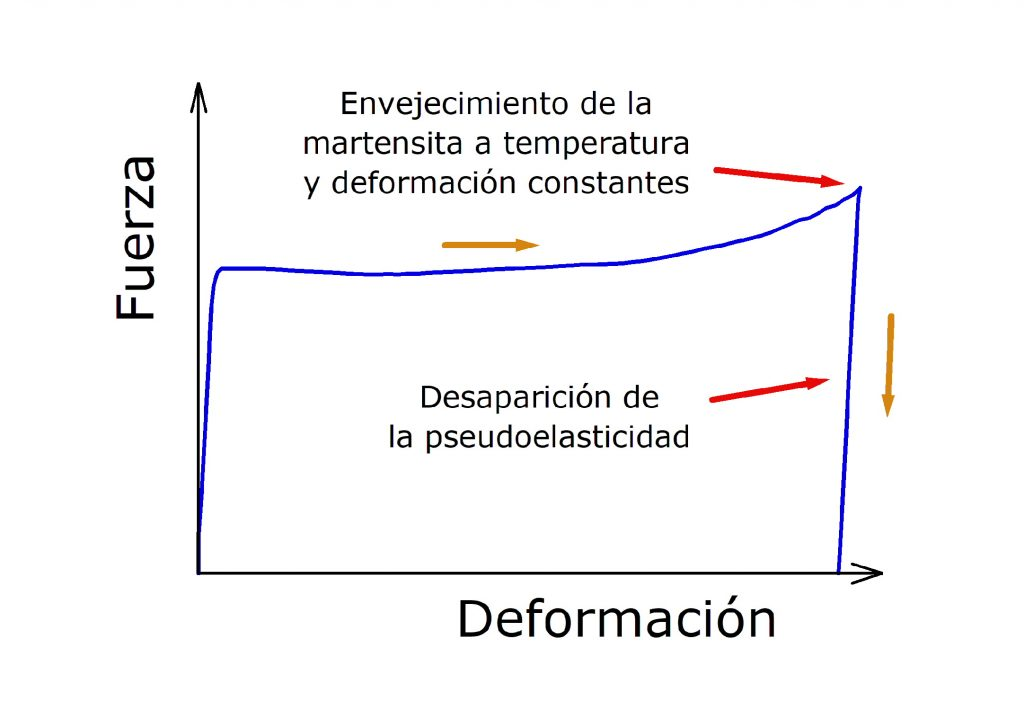 Envejecimiento de la
martensita a temperatura
y deformación constantes
Fuerza
Desaparición de
la pseudoelasticidad
Deformación